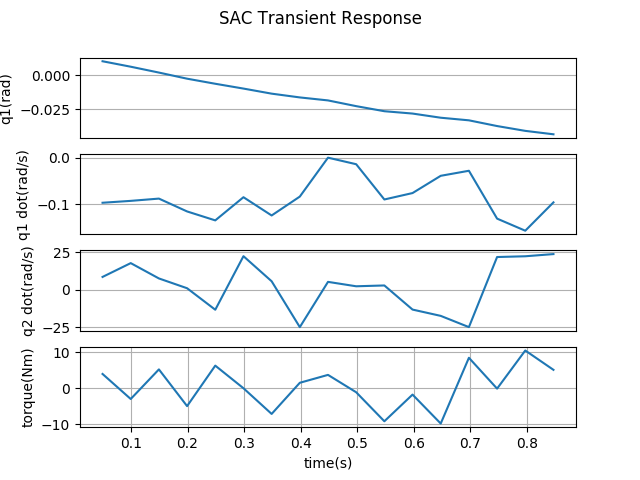 SAC Transient Response
q1(rad)
0.000
−0.025
q1 dot(rad/s)
0.0
−0.1
q2 dot(rad/s)
25
0
−25
torque(Nm)
10
0
−10
0.1 0.2 0.3 0.4 0.5 0.6 0.7 0.8
time(s)